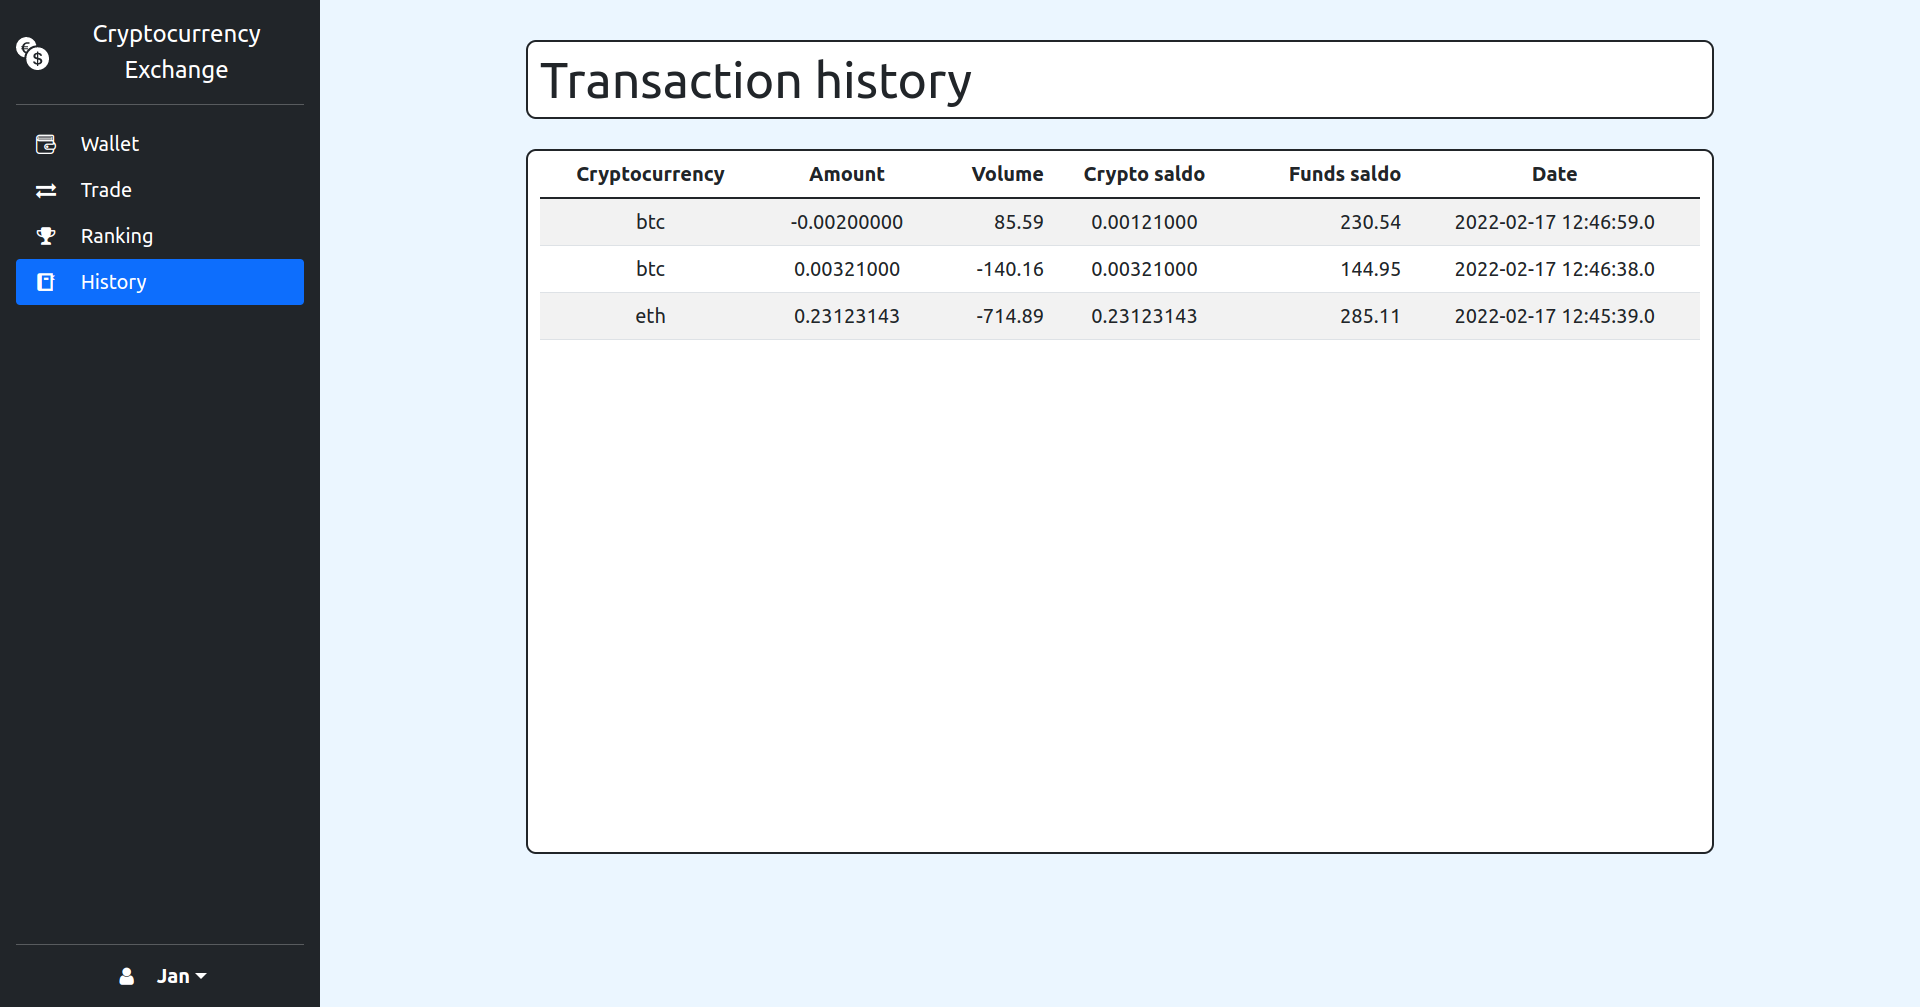 Cryptocurrency
Exchange
Wallet
Trade
Ranking
History
Jan
Transaction history
Cryptocurrency Amount Volume Crypto saldo Funds saldo Date
btc -0.00200000 85.59 0.00121000 230.54 2022-02-17 12:46:59.0
btc 0.00321000 -140.16 0.00321000 144.95 2022-02-17 12:46:38.0
eth 0.23123143 -714.89 0.23123143 285.11 2022-02-17 12:45:39.0